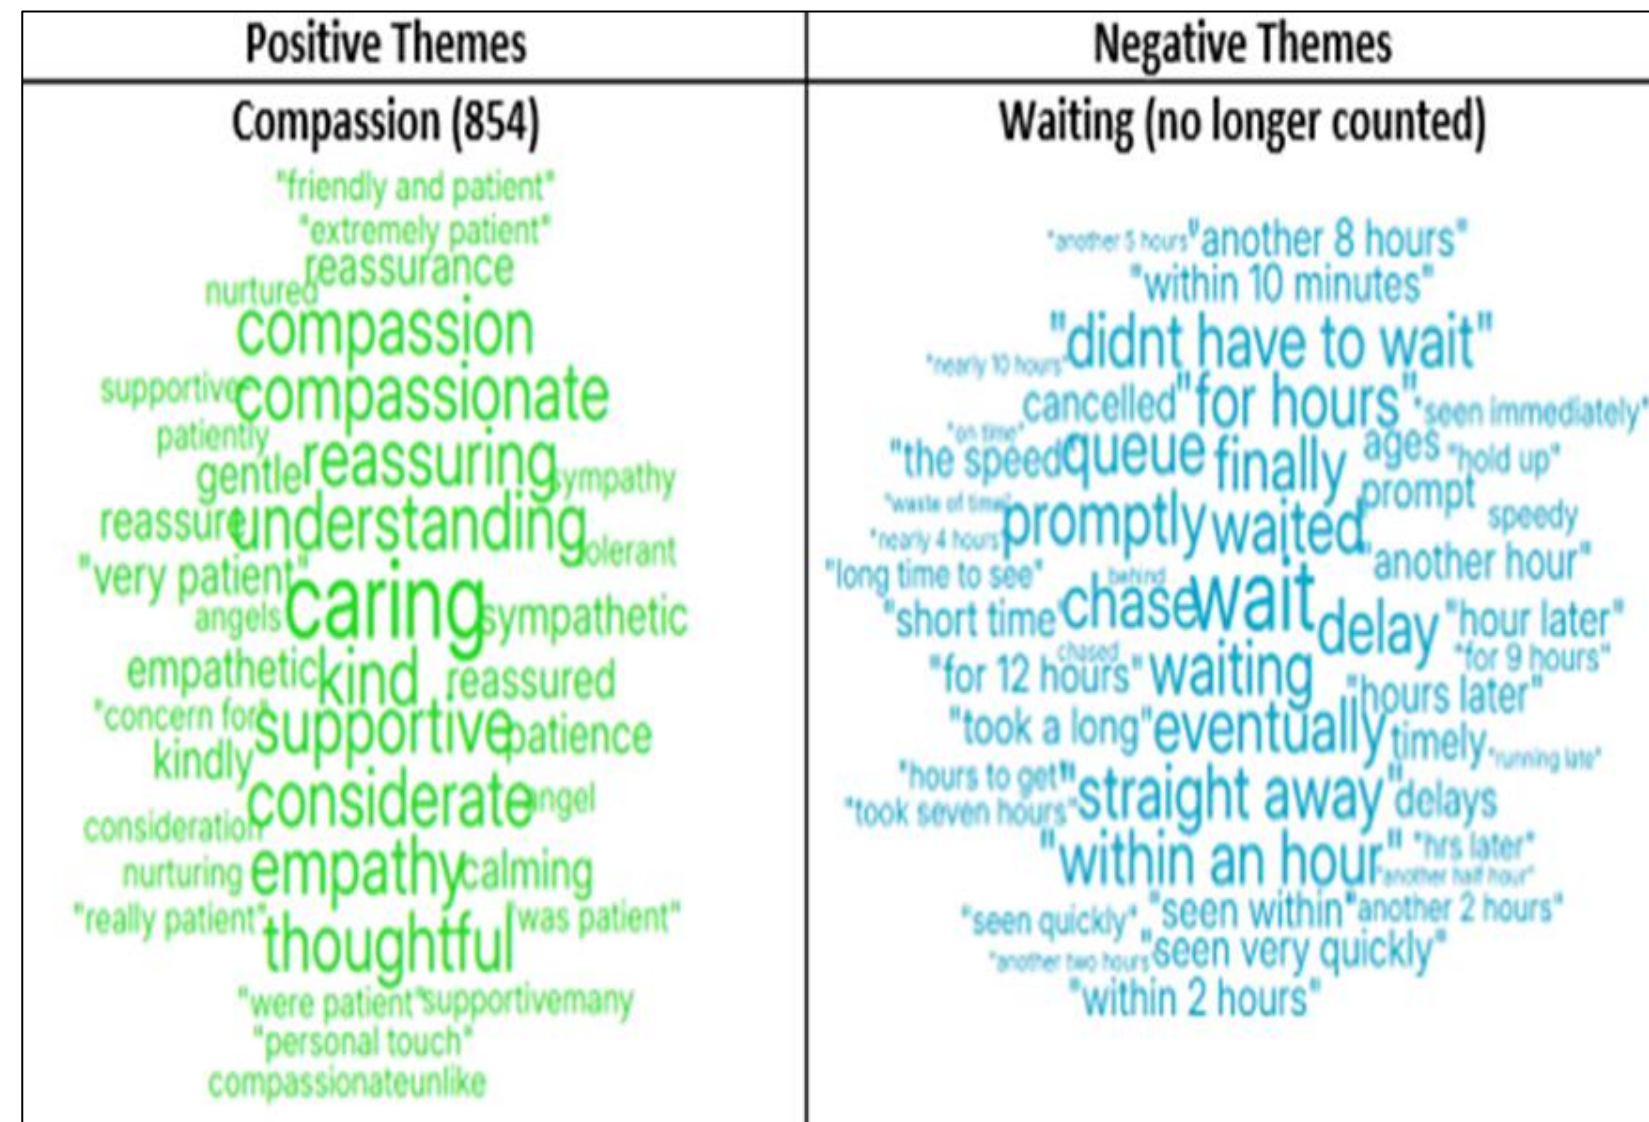 Positive Themes
Negative Themes
Compassion (854)
"friendly and patient"
"extremely patient"
reassurance
nurtured
compassion
supportive compassionate
patiently
gentle reassuring sympathy
reassure understanding tolerant
"very patient"
angels caring sympathetic
empathetic kind reassured
"concern for" supportive patience
kindly
considerate angel
consideration
nurturing empathy calming
"really patient" thoughtful "was patient"
"were patient" supportivemany
"personal touch"
compassionateunlike
Waiting (no longer counted)
"another 5 hours" "another 8 hours"
"within 10 minutes"
"didnt have to wait"
"nearly 10 hours"
cancelled "for hours" "seen immediately"
"on time"
"the speed queue finally ages "hold up"
"waste of time" prompt
promptly waited speedy
"nearly 4 hours"
"long time to see" behind "another hour"
"short time chase wait delay "hour later"
chased "for 9 hours"
"for 12 hours" waiting "hours later"
"took a long" eventually timely "running late"
"hours to get"
"took seven hours" "straight away" delays
"within an hour" "hrs later"
"another half hour"
"seen quickly" "seen within" "another 2 hours"
"another two hours "seen very quickly"
"within 2 hours"